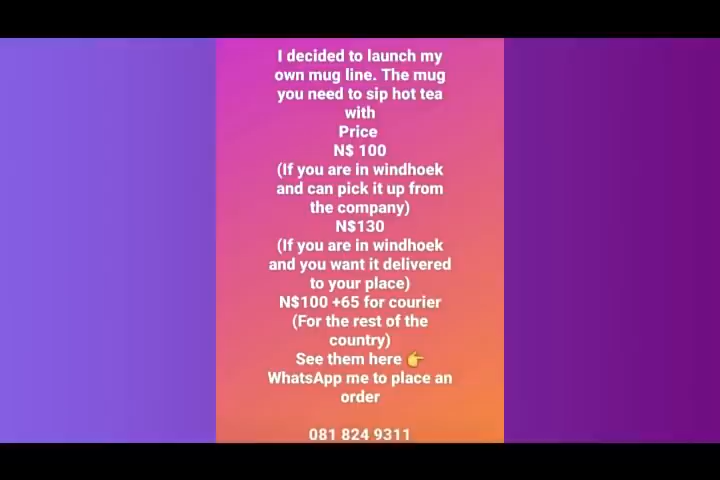 I decided to launch my
own mug line. The mug
you need to sip hot tea
with
Price
N$ 100
(If you are in windhoek
and can pick it up from
the company)
N$130
(If you are in windhoek
and you want it delivered
to your place)
N$100 +65 for courier
(For the rest of the
country)
See them here 👉
WhatsApp me to place an
order
081 824 9311